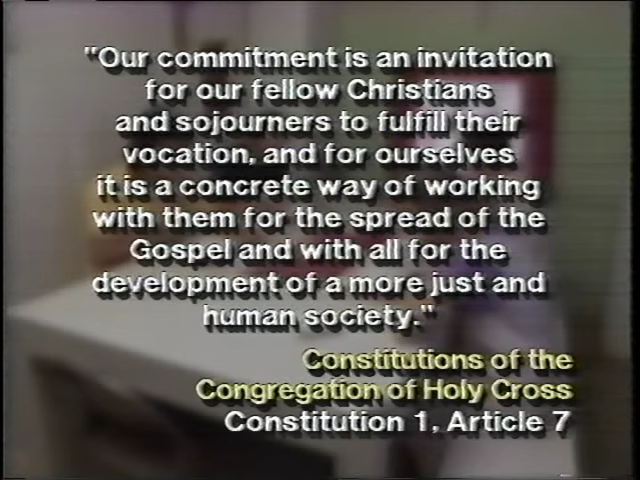 "Our commitment is an invitation
for our fellow Christians
and sojourners to fulfill their
vocation, and for ourselves
it is a concrete way of working
with them for the spread of the
Gospel and with all for the
development of a more just and
human society."
Constitutions of the
Congregation of Holy Cross
Constitution 1, Article 7